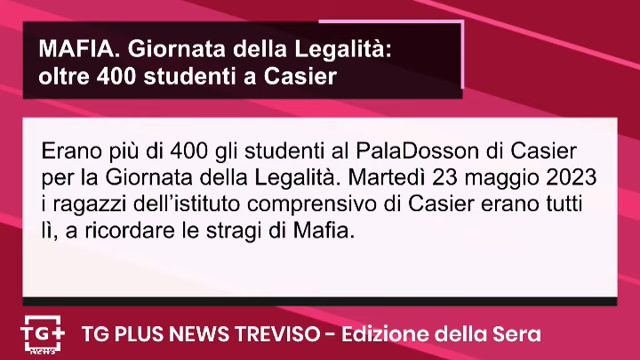 MAFIA. Giornata della Legalità:
oltre 400 studenti a Casier
Erano più di 400 gli studenti al PalaDosson di Casier
per la Giornata della Legalità. Martedì 23 maggio 2023
i ragazzi dell’istituto comprensivo di Casier erano tutti
lì, a ricordare le stragi di Mafia.
TG+
NEWS
TG PLUS NEWS TREVISO - Edizione della Sera